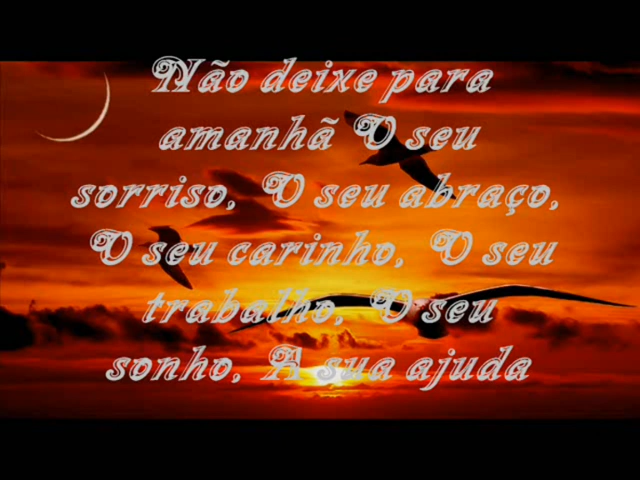 Não deixe para
amanhã O seu
sorriso, O seu abraço,
O seu carinho, O seu
trabalho, O seu
sonho, A sua ajuda